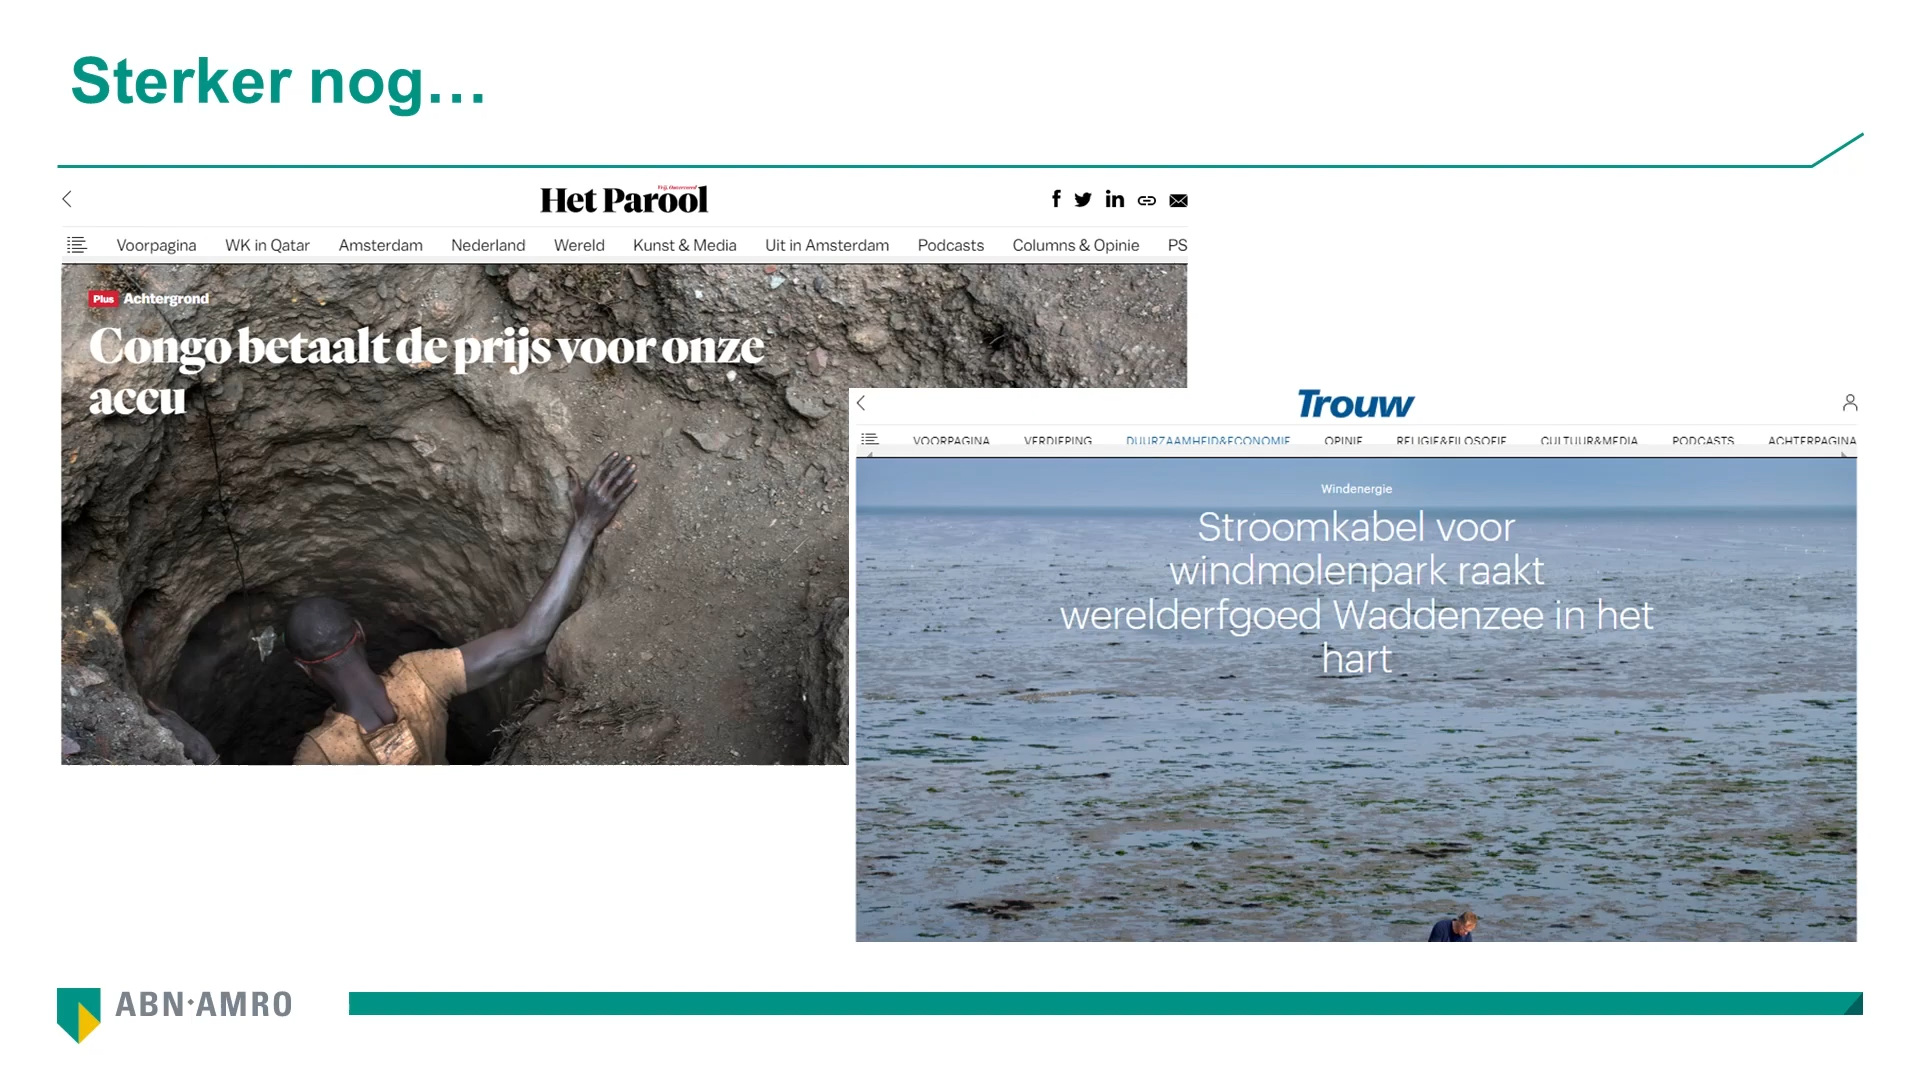 Sterker nog…
Het Parool
Voorpagina WK in Qatar Amsterdam Nederland Wereld Kunst & Media Uit in Amsterdam Podcasts Columns & Opinie PS
Plus Achtergrond
Congo betaalt de prijs voor onze
accu
Trouw
VOORPAGINA VERDIEPING DUURZAAMHEID&ECONOMIE OPINIE RELIGIE&FILOSOFIE CULTUUR&MEDIA PODCASTS ACHTERPAGINA
Windenergie
Stroomkabel voor
windmolenpark raakt
werelderfgoed Waddenzee in het
hart
ABN·AMRO